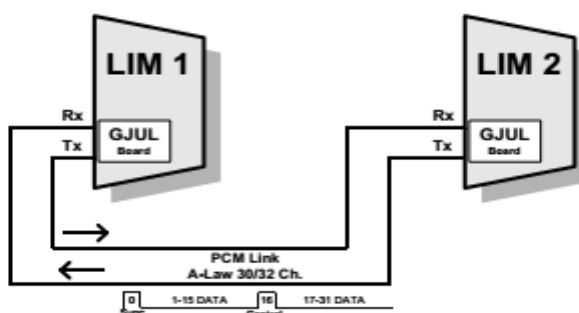 LIM 1
LIM 2
Rx
GJUL
Board
Tx
Rx
GJUL
Board
Tx
PCM Link
A-Law 30/32 Ch.
0
1-15 DATA
16
17-31 DATA